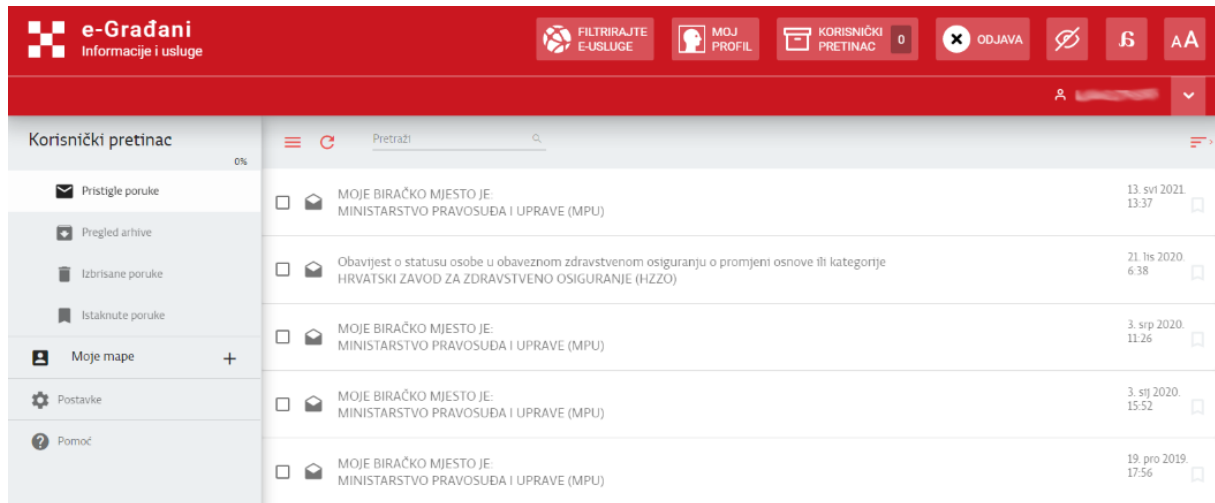 e-Građani
Informacije i usluge
FILTRIRAJTE
E-USLUGE
MOJ
PROFIL
KORISNIČKI
PRETINAC
0
ODJAVA
AA
Korisnički pretinac
0%
Pretraži
Pristigle poruke
Pregled arhive
Izbrisane poruke
Istaknute poruke
Moje mape
Postavke
Pomoć
MOJE BIRAČKO MJESTO JE:
MINISTARSTVO PRAVOSUĐA I UPRAVE (MPU)
13. svi 2021.
13:37
Obavijest o statusu osobe u obaveznom zdravstvenom osiguranju o promjeni osnove ili kategorije
HRVATSKI ZAVOD ZA ZDRAVSTVENO OSIGURANJE (HZZO)
21. lis 2020.
6:38
MOJE BIRAČKO MJESTO JE:
MINISTARSTVO PRAVOSUĐA I UPRAVE (MPU)
3. srp 2020.
11:26
MOJE BIRAČKO MJESTO JE:
MINISTARSTVO PRAVOSUĐA I UPRAVE (MPU)
3. sij 2020.
15:52
MOJE BIRAČKO MJESTO JE:
MINISTARSTVO PRAVOSUĐA I UPRAVE (MPU)
19. pro 2019.
17:56